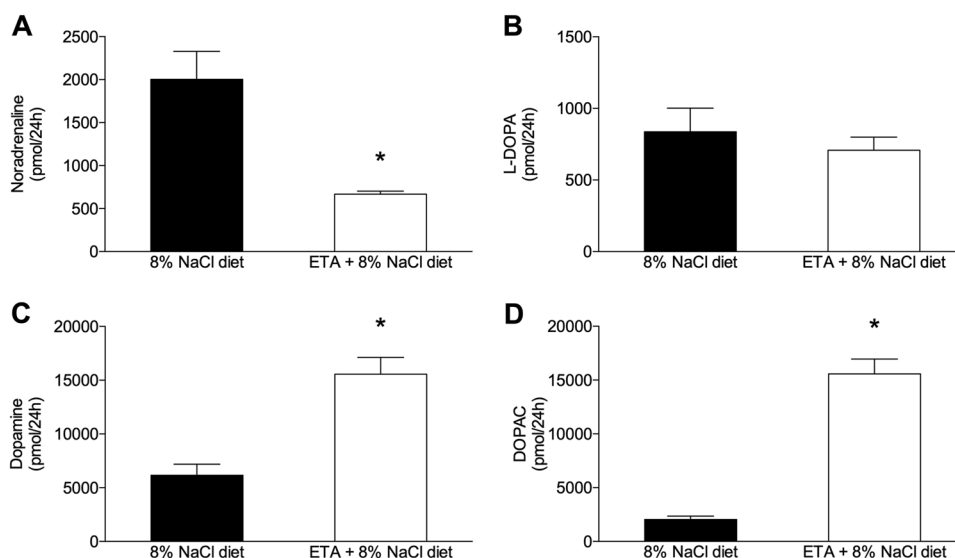 A
Noradrenaline
(pmol/24h)
2500
2000
1500
1000
500
0
*
8% NaCl diet
ETA + 8% NaCl diet
B
L-DOPA
(pmol/24h)
1500
1000
500
0
8% NaCl diet
ETA + 8% NaCl diet
C
Dopamine
(pmol/24h)
20000
15000
10000
5000
0
*
8% NaCl diet
ETA + 8% NaCl diet
D
DOPAC
(pmol/24h)
20000
15000
10000
5000
0
*
8% NaCl diet
ETA + 8% NaCl diet